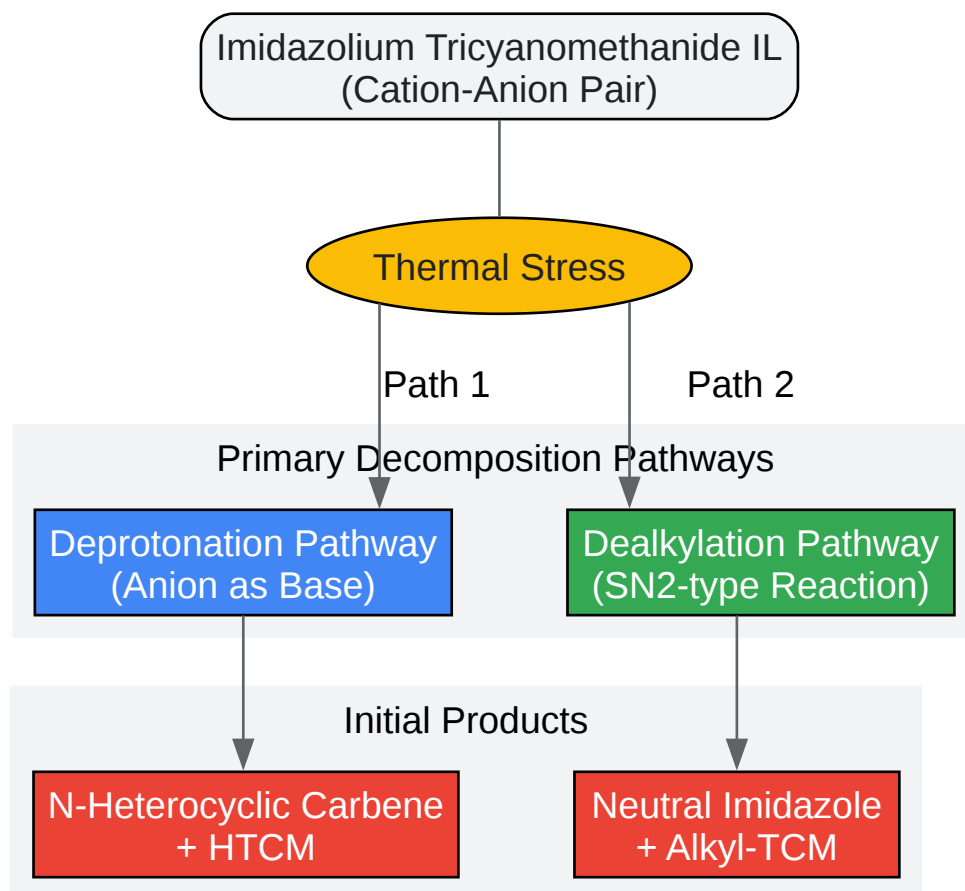 Imidazolium Tricyanomethanide IL
(Cation-Anion Pair)
Thermal Stress
Path 1
Path 2
Primary Decomposition Pathways
Deprotonation Pathway
(Anion as Base)
Dealkylation Pathway
(SN2-type Reaction)
Initial Products
N-Heterocyclic Carbene
+ HTCM
Neutral Imidazole
+ Alkyl-TCM